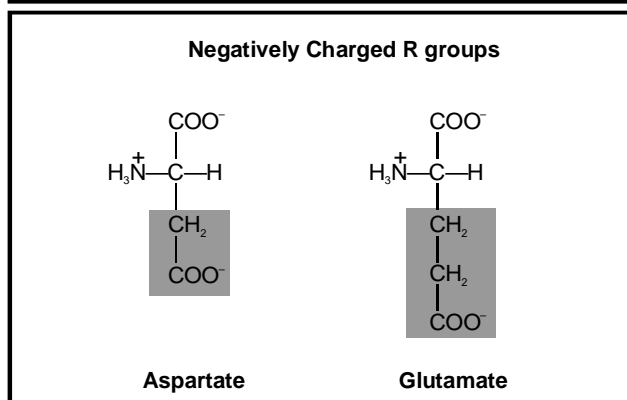 Negatively Charged R groups
COO⁻ COO⁻
H₃N⁺—C—H H₃N⁺—C—H
CH₂ CH₂
COO⁻ CH₂
COO⁻
Aspartate Glutamate